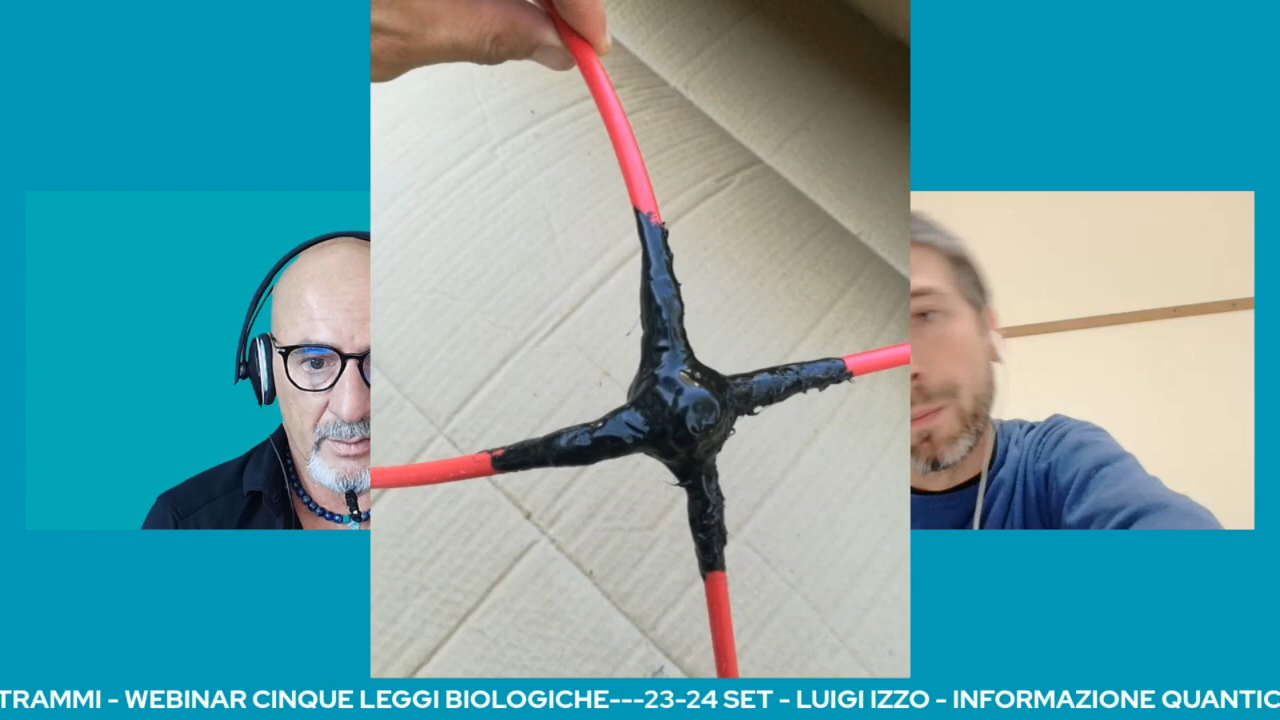 TRAMMI - WEBINAR CINQUE LEGGI BIOLOGICHE---23-24 SET - LUIGI IZZO - INFORMAZIONE QUANTIC